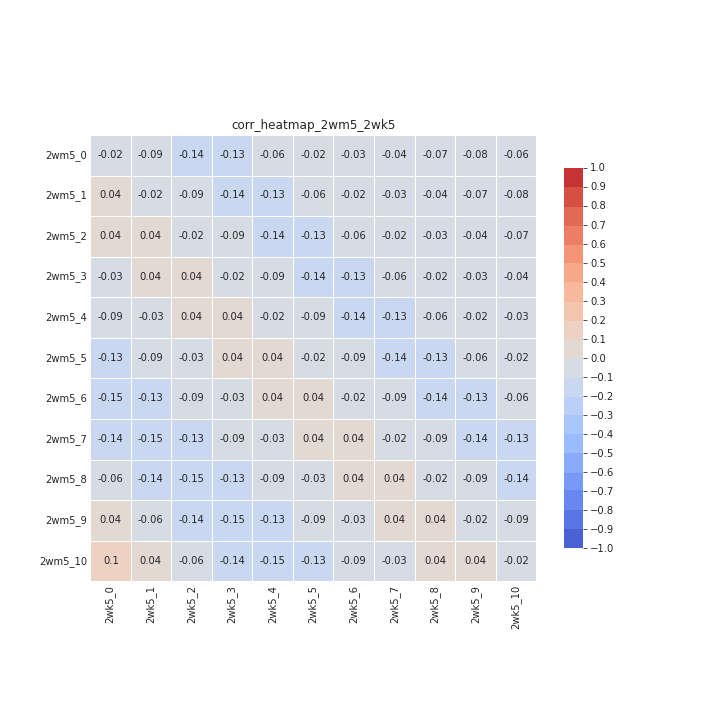 corr_heatmap_2wm5_2wk5
2wm5_0 -0.02 -0.09 -0.14 -0.13 -0.06 -0.02 -0.03 -0.04 -0.07 -0.08 -0.06
2wm5_1 0.04 -0.02 -0.09 -0.14 -0.13 -0.06 -0.02 -0.03 -0.04 -0.07 -0.08
2wm5_2 0.04 0.04 -0.02 -0.09 -0.14 -0.13 -0.06 -0.02 -0.03 -0.04 -0.07
2wm5_3 -0.03 0.04 0.04 -0.02 -0.09 -0.14 -0.13 -0.06 -0.02 -0.03 -0.04
2wm5_4 -0.09 -0.03 0.04 0.04 -0.02 -0.09 -0.14 -0.13 -0.06 -0.02 -0.03
2wm5_5 -0.13 -0.09 -0.03 0.04 0.04 -0.02 -0.09 -0.14 -0.13 -0.06 -0.02
2wm5_6 -0.15 -0.13 -0.09 -0.03 0.04 0.04 -0.02 -0.09 -0.14 -0.13 -0.06
2wm5_7 -0.14 -0.15 -0.13 -0.09 -0.03 0.04 0.04 -0.02 -0.09 -0.14 -0.13
2wm5_8 -0.06 -0.14 -0.15 -0.13 -0.09 -0.03 0.04 0.04 -0.02 -0.09 -0.14
2wm5_9 0.04 -0.06 -0.14 -0.15 -0.13 -0.09 -0.03 0.04 0.04 -0.02 -0.09
2wm5_10 0.1 0.04 -0.06 -0.14 -0.15 -0.13 -0.09 -0.03 0.04 0.04 -0.02
2wk5_0 2wk5_1 2wk5_2 2wk5_3 2wk5_4 2wk5_5 2wk5_6 2wk5_7 2wk5_8 2wk5_9 2wk5_10
1.0
0.9
0.8
0.7
0.6
0.5
0.4
0.3
0.2
0.1
0.0
−0.1
−0.2
−0.3
−0.4
−0.5
−0.6
−0.7
−0.8
−0.9
−1.0